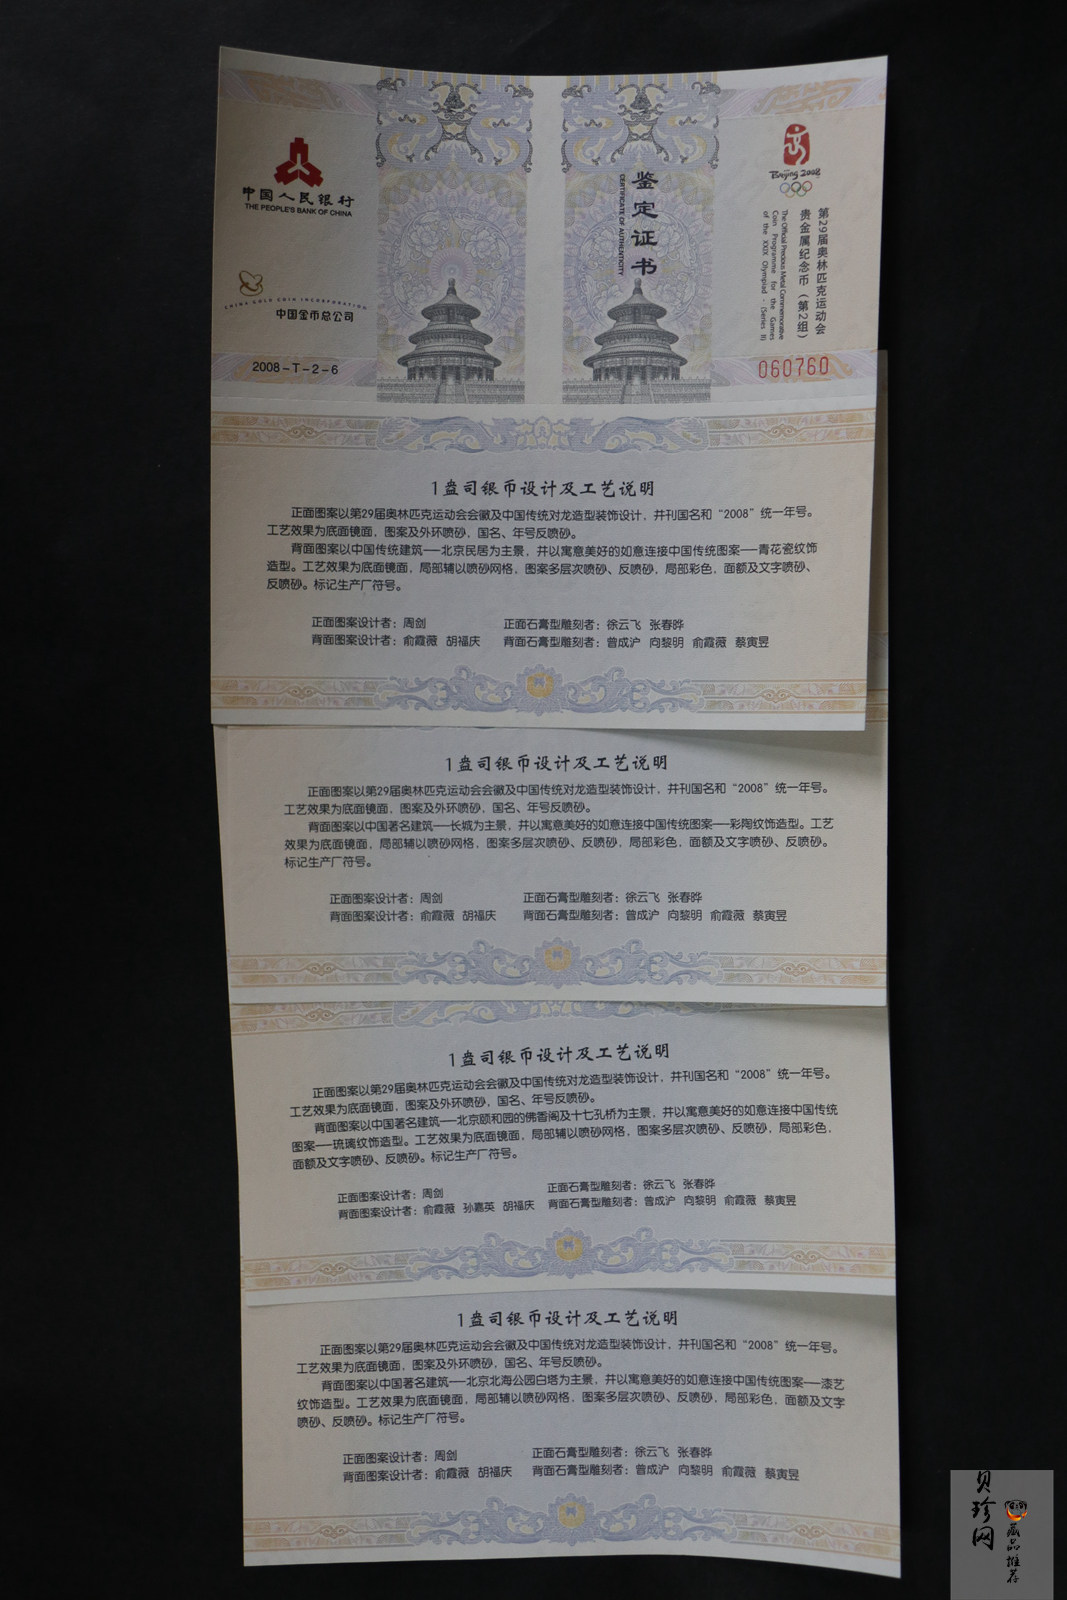 中国人民银行
THE PEOPLE'S BANK OF CHINA
CHINA GOLD COIN INCORPORATION
中国金币总公司
2008-T-2-6
鉴定证书
CERTIFICATE OF AUTHENTICITY
Beijing 2008
第29届奥林匹克运动会
贵金属纪念币（第2组）
The Official Precious Metal Commemorative
Coin Programme for the Games
of the XXIX Olympiad - (Series II)
060760
1盎司银币设计及工艺说明
正面图案以第29届奥林匹克运动会会徽及中国传统对龙造型装饰设计，并刊国名和“2008”统一年号。
工艺效果为底面镜面，图案及外环喷砂，国名、年号反喷砂。
背面图案以中国传统建筑——北京民居为主景，并以寓意美好的如意连接中国传统图案——青花瓷纹饰
造型。工艺效果为底面镜面，局部辅以喷砂网格，图案多层次喷砂、反喷砂，局部彩色，面额及文字喷砂、
反喷砂。标记生产厂符号。
正面图案设计者：周剑 正面石膏型雕刻者：徐云飞 张春晔
背面图案设计者：俞霞薇 胡福庆 背面石膏型雕刻者：曾成沪 向黎明 俞霞薇 蔡寅昱
1盎司银币设计及工艺说明
正面图案以第29届奥林匹克运动会会徽及中国传统对龙造型装饰设计，并刊国名和“2008”统一年号。
工艺效果为底面镜面，图案及外环喷砂，国名、年号反喷砂。
背面图案以中国著名建筑——长城为主景，并以寓意美好的如意连接中国传统图案——彩陶纹饰造型。工艺
效果为底面镜面，局部辅以喷砂网格，图案多层次喷砂、反喷砂，局部彩色，面额及文字喷砂、反喷砂。
标记生产厂符号。
正面图案设计者：周剑 正面石膏型雕刻者：徐云飞 张春晔
背面图案设计者：俞霞薇 胡福庆 背面石膏型雕刻者：曾成沪 向黎明 俞霞薇 蔡寅昱
1盎司银币设计及工艺说明
正面图案以第29届奥林匹克运动会会徽及中国传统对龙造型装饰设计，并刊国名和“2008”统一年号。
工艺效果为底面镜面，图案及外环喷砂，国名、年号反喷砂。
背面图案以中国著名建筑——北京颐和园的佛香阁及十七孔桥为主景，并以寓意美好的如意连接中国传统
图案——琉璃纹饰造型。工艺效果为底面镜面，局部辅以喷砂网格，图案多层次喷砂、反喷砂，局部彩色，
面额及文字喷砂、反喷砂。标记生产厂符号。
正面图案设计者：周剑 正面石膏型雕刻者：徐云飞 张春晔
背面图案设计者：俞霞薇 孙嘉英 胡福庆 背面石膏型雕刻者：曾成沪 向黎明 俞霞薇 蔡寅昱
1盎司银币设计及工艺说明
正面图案以第29届奥林匹克运动会会徽及中国传统对龙造型装饰设计，并刊国名和“2008”统一年号。
工艺效果为底面镜面，图案及外环喷砂，国名、年号反喷砂。
背面图案以中国著名建筑——北京北海公园白塔为主景，并以寓意美好的如意连接中国传统图案——漆艺
纹饰造型。工艺效果为底面镜面，局部辅以喷砂网格，图案多层次喷砂、反喷砂，局部彩色，面额及文字
喷砂、反喷砂。标记生产厂符号。
正面图案设计者：周剑 正面石膏型雕刻者：徐云飞 张春晔
背面图案设计者：俞霞薇 胡福庆 背面石膏型雕刻者：曾成沪 向黎明 俞霞薇 蔡寅昱
贝珍网
藏品推荐